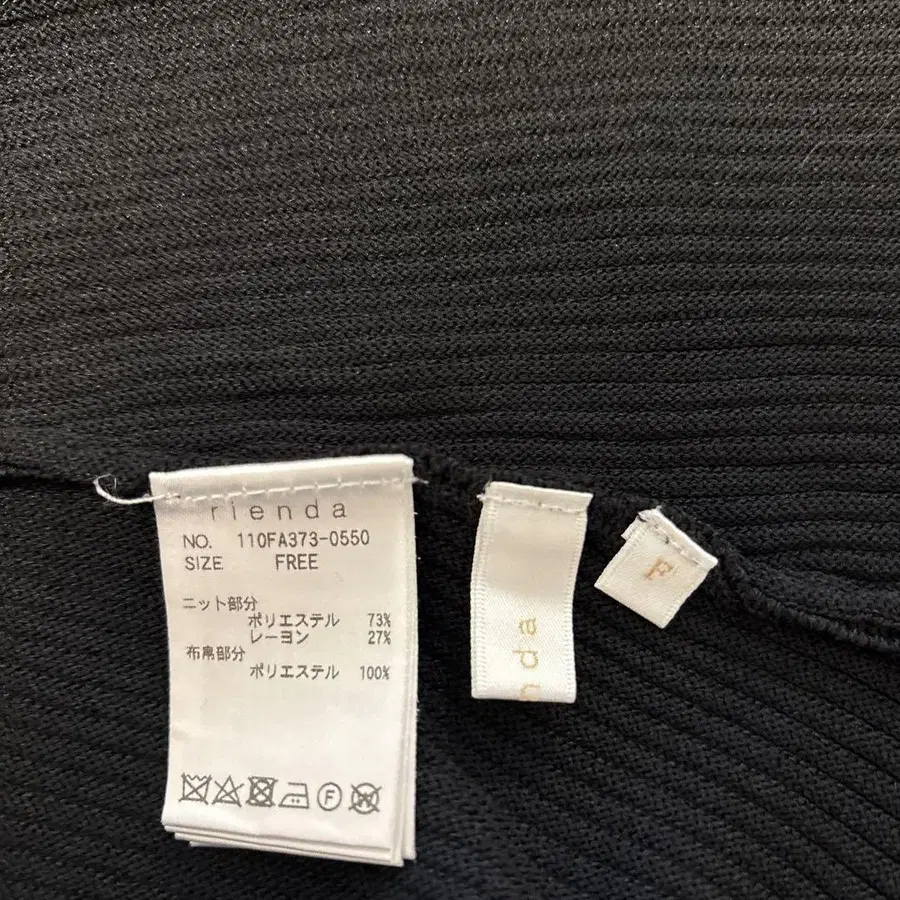 rienda
NO. 110FA373-0550
SIZE FREE
ニット部分
ポリエステル 73%
レーヨン 27%
布帛部分
ポリエステル 100%
F W
nda
F